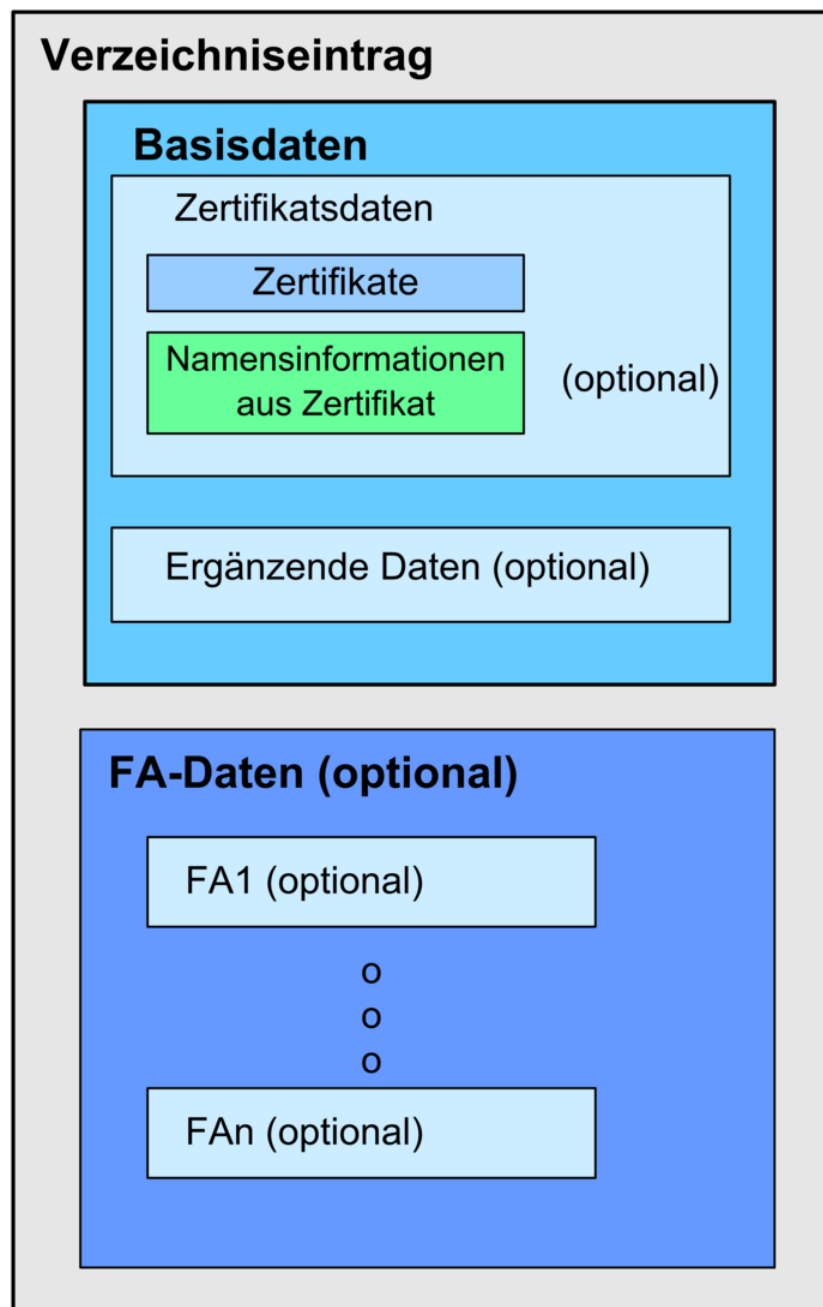 Verzeichniseintrag
Basisdaten
Zertifikatsdaten
Zertifikate
Namensinformationen
aus Zertifikat
(optional)
Ergänzende Daten (optional)
FA-Daten (optional)
FA1 (optional)
o
o
o
FAn (optional)